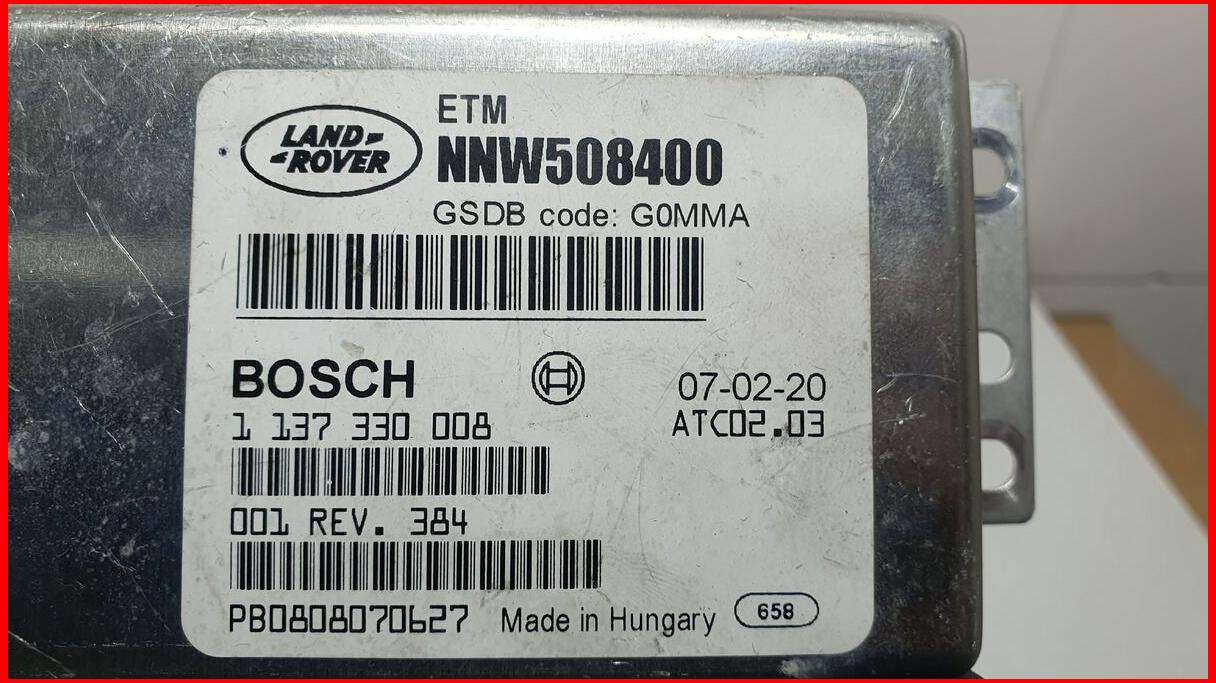 LAND-
-ROVER
ETM
NNW508400
GSDB code: G0MMA
BOSCH
07-02-20
1 137 330 008
ATC02.03
001 REV. 384
PB0808070627
Made in Hungary
658